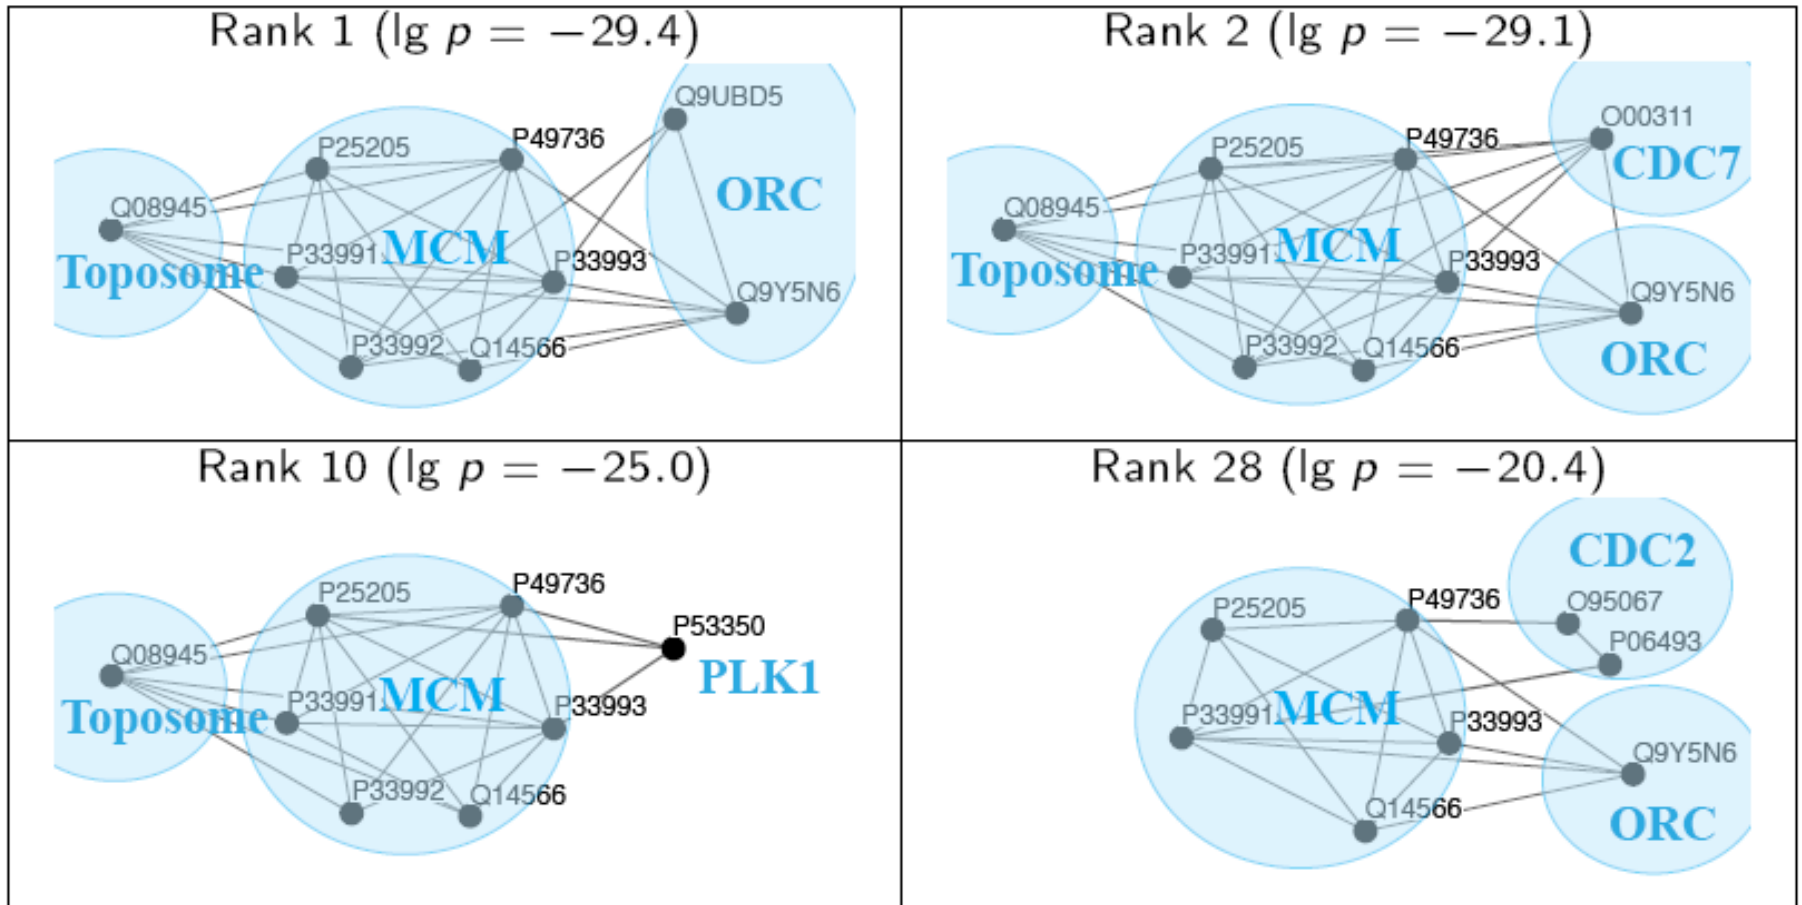 Rank 1 (lg p = −29.4)
Q9UBD5
P25205
P49736
ORC
Q08945
P33991
MCM
P33993
Toposome
Q9Y5N6
P33992
Q14566
Rank 2 (lg p = −29.1)
O00311
P25205
P49736
CDC7
Q08945
P33991
MCM
P33993
Toposome
Q9Y5N6
P33992
Q14566
ORC
Rank 10 (lg p = −25.0)
P25205
P49736
P53350
Q08945
PLK1
P33991
MCM
P33993
Toposome
P33992
Q14566
Rank 28 (lg p = −20.4)
CDC2
P25205
P49736
O95067
P06493
P33991
MCM
P33993
Q9Y5N6
Q14566
ORC